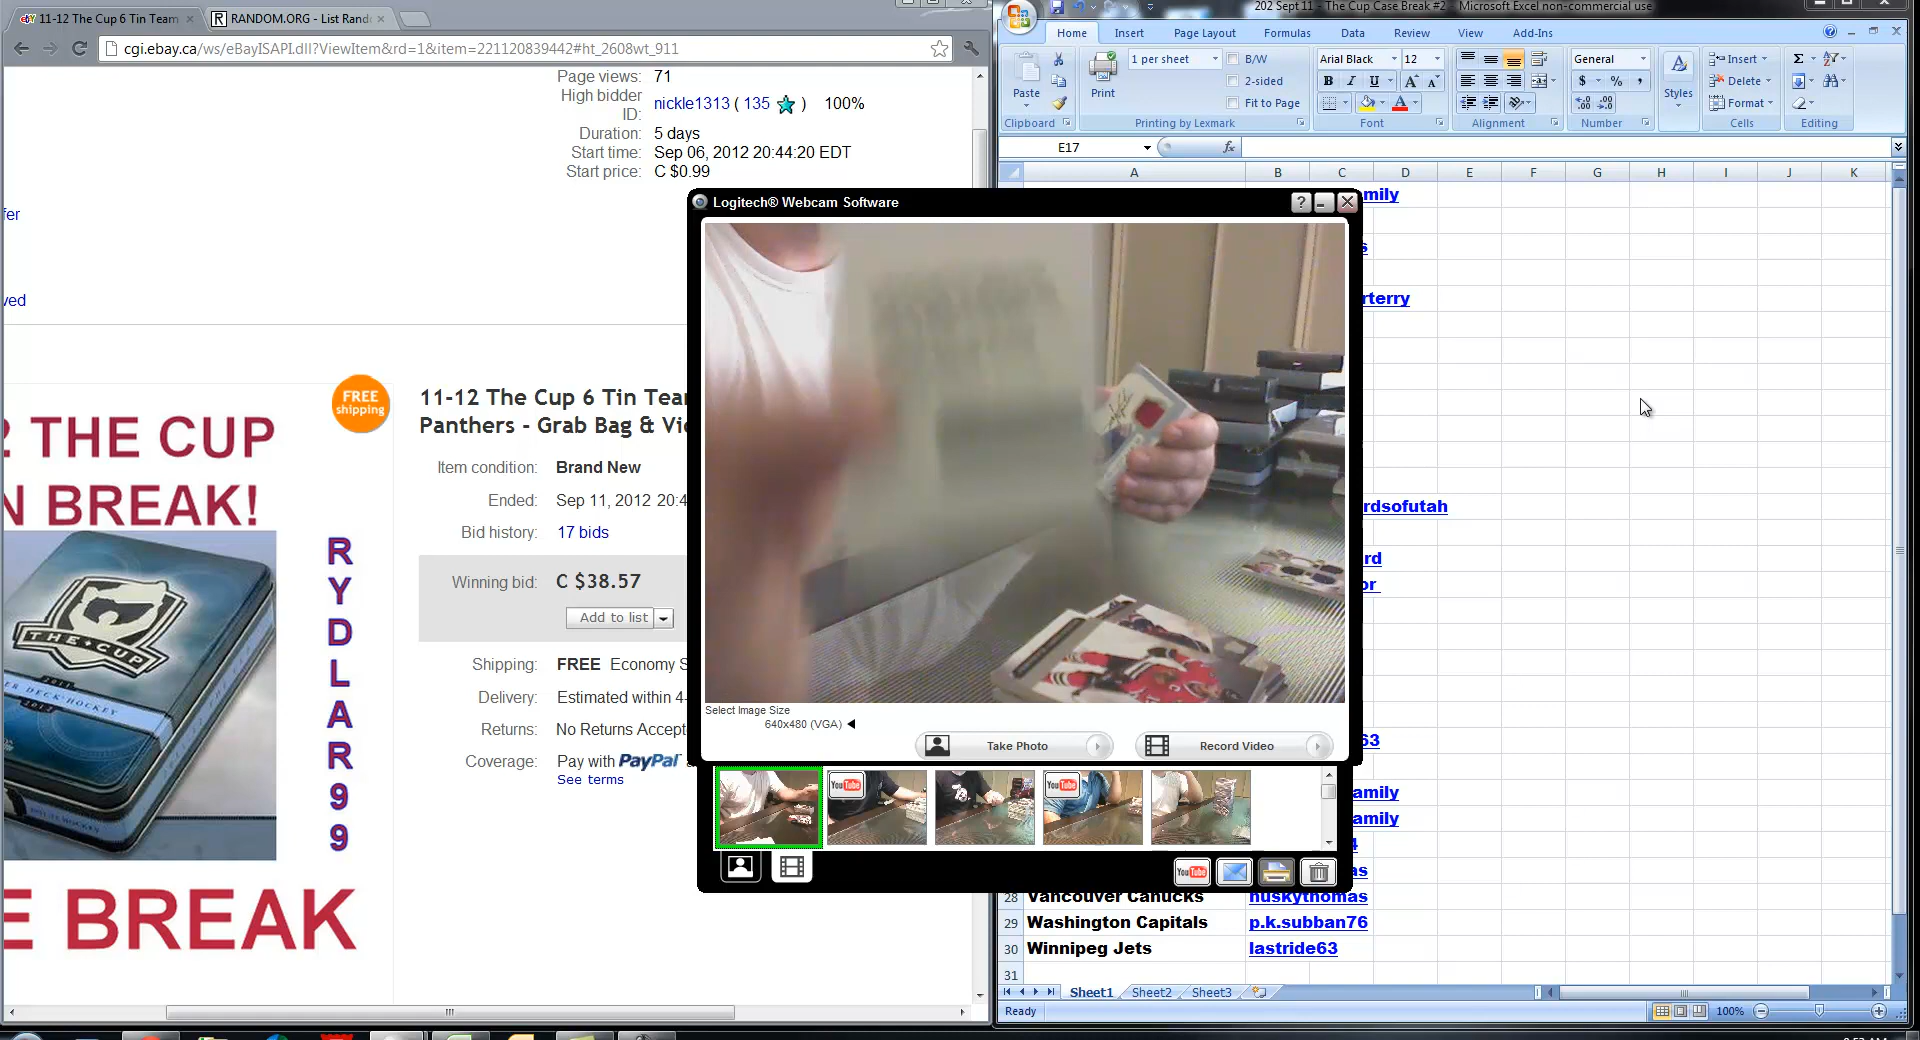 11-12 The Cup 6 Tin Team
RANDOM.ORG - List Rand
cgi.ebay.ca/ws/eBayISAPI.dll?ViewItem&rd=1&item=221120839442#ht_2608wt_911
Page views: 71
High bidder ID: nickle1313 ( 135 ) 100%
Duration: 5 days
Start time: Sep 06, 2012 20:44:20 EDT
Start price: C $0.99
fer
ved
FREE
shipping
2 THE CUP
N BREAK!
RYDLAR99
THE CUP
E BREAK
11-12 The Cup 6 Tin Tea
Panthers - Grab Bag & Vi
Item condition: Brand New
Ended: Sep 11, 2012 20:4
Bid history: 17 bids
Winning bid: C $38.57
Add to list
Shipping: FREE Economy S
Delivery: Estimated within 4-
Returns: No Returns Accept
Coverage: Pay with PayPal
See terms
Logitech® Webcam Software
Select Image Size
640x480 (VGA)
Take Photo
Record Video
YouTube
YouTube
YouTube
202 Sept 11 - The Cup Case Break #2 - Microsoft Excel non-commercial use
Home Insert Page Layout Formulas Data Review View Add-Ins
Paste
Print
1 per sheet
B/W
2-sided
Fit to Page
Arial Black 12
B I U
General
$ % ,
Styles
Insert
Delete
Format
Clipboard Printing by Lexmark Font Alignment Number Cells Editing
E17
fx
A B C D E F G H I J K
mily
s
rterry
rdsofutah
rd
or
63
amily
amily
4
as
28 Vancouver Canucks huskythomas
29 Washington Capitals p.k.subban76
30 Winnipeg Jets lastride63
31
Sheet1 Sheet2 Sheet3
Ready
100%